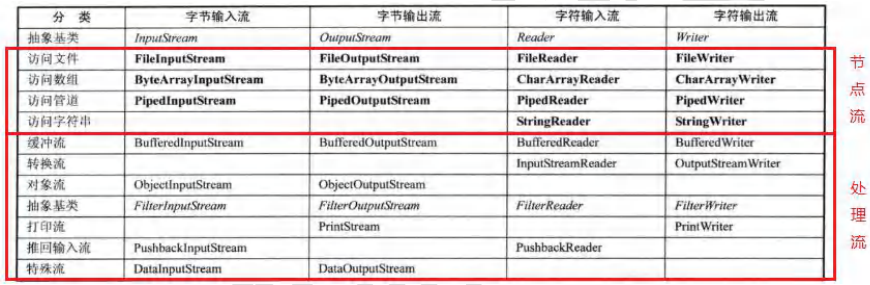 分 类 字节输入流 字节输出流 字符输入流 字符输出流
抽象基类 InputStream OutputStream Reader Writer
访问文件 FileInputStream FileOutputStream FileReader FileWriter
访问数组 ByteArrayInputStream ByteArrayOutputStream CharArrayReader CharArrayWriter
访问管道 PipedInputStream PipedOutputStream PipedReader PipedWriter
访问字符串 StringReader StringWriter
缓冲流 BufferedInputStream BufferedOutputStream BufferedReader BufferedWriter
转换流 InputStreamReader OutputStreamWriter
对象流 ObjectInputStream ObjectOutputStream
抽象基类 FilterInputStream FilterOutputStream FilterReader FilterWriter
打印流 PrintStream PrintWriter
推回输入流 PushbackInputStream PushbackReader
特殊流 DataInputStream DataOutputStream
节
点
流
处
理
流